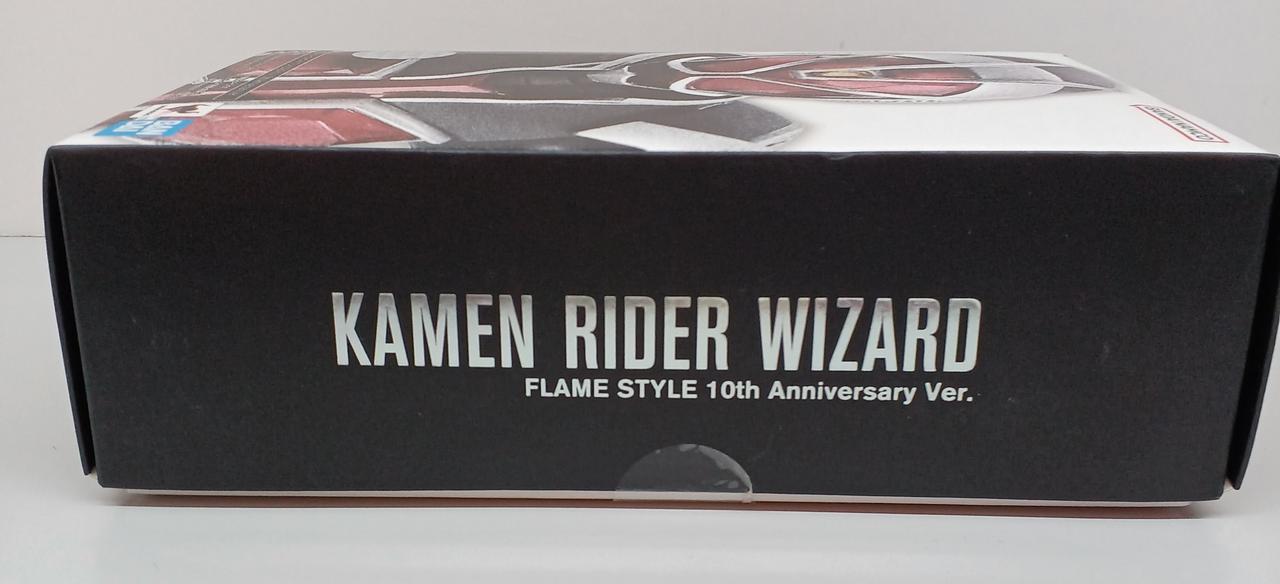 KAMEN RIDER WIZARD
FLAME STYLE 10th Anniversary Ver.